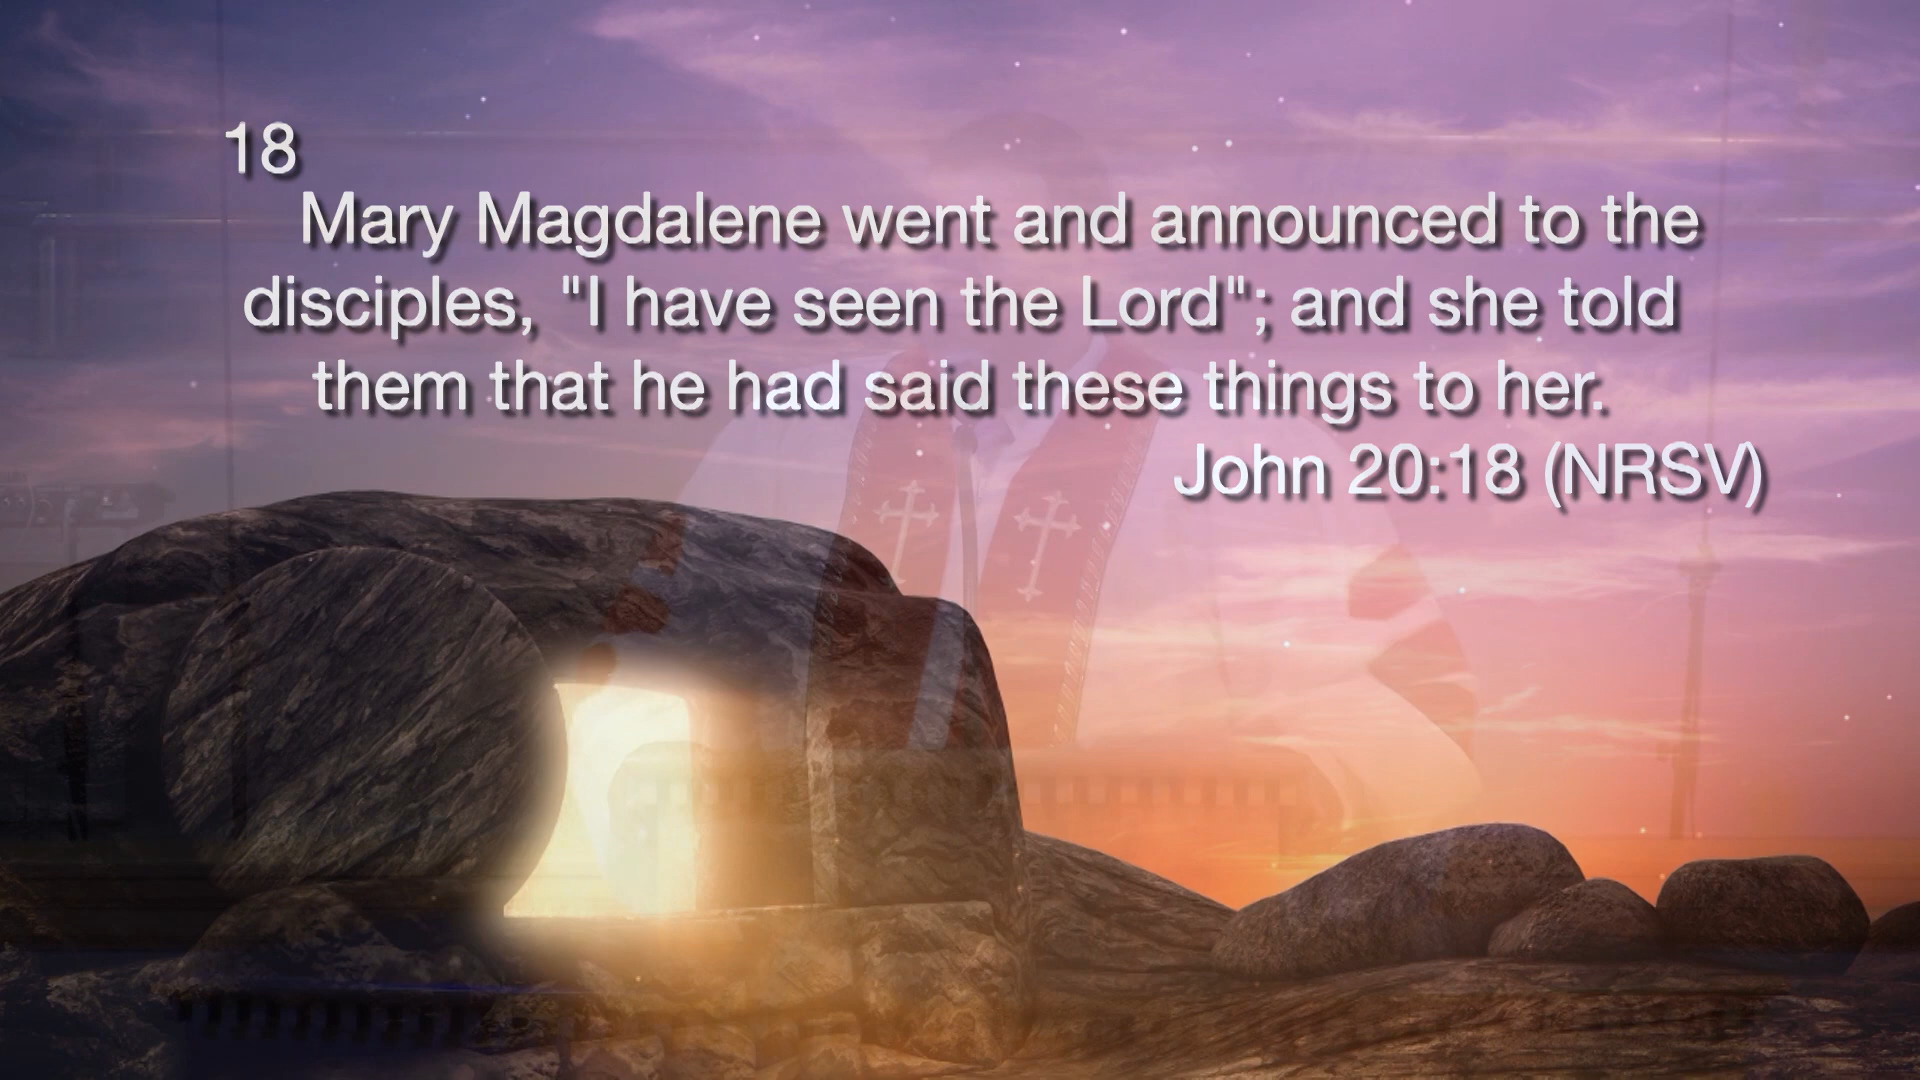 18
Mary Magdalene went and announced to the
disciples, "I have seen the Lord"; and she told
them that he had said these things to her.
John 20:18 (NRSV)